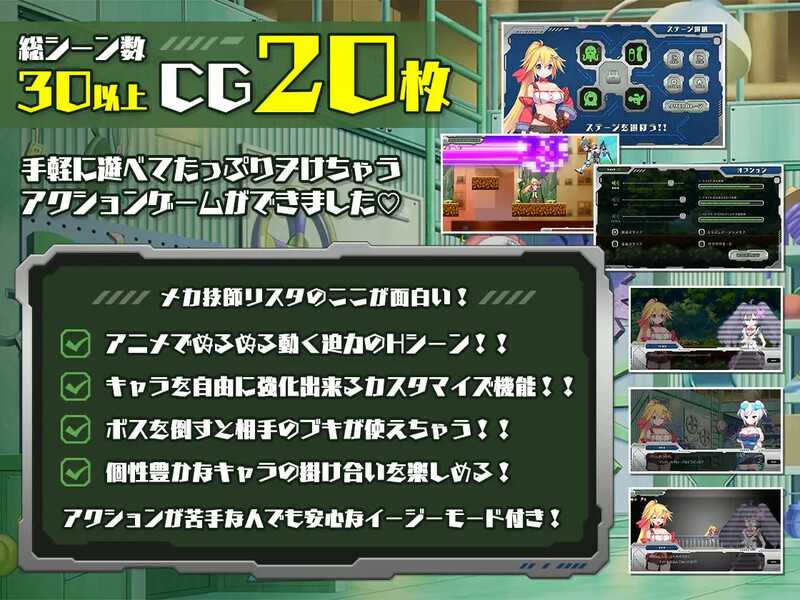 総シーン数
30以上 CG20枚
手軽に遊べてたっぷりヌけちゃう
アクションゲームができました♡
メカ技師リスタのここが面白い!
アニメでぬるぬる動く迫力のHシーン!!
キャラを自由に強化出来るカスタマイズ機能!!
ボスを倒すと相手のブキが使えちゃう!!
個性豊かなキャラの掛け合いを楽しめる!
アクションが苦手な人でも安心なイージーモード付き!
ステージ選択
ステージを選ぼう!!
オプション